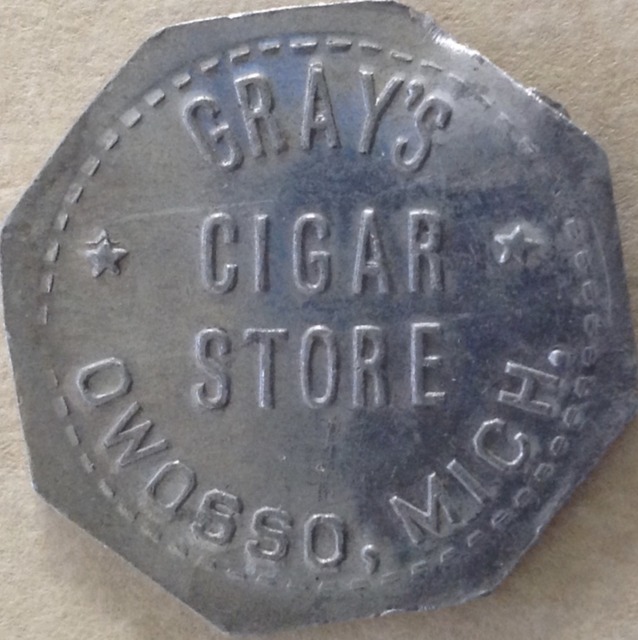 GRAY'S
CIGAR
STORE
OWOSSO, MICH.